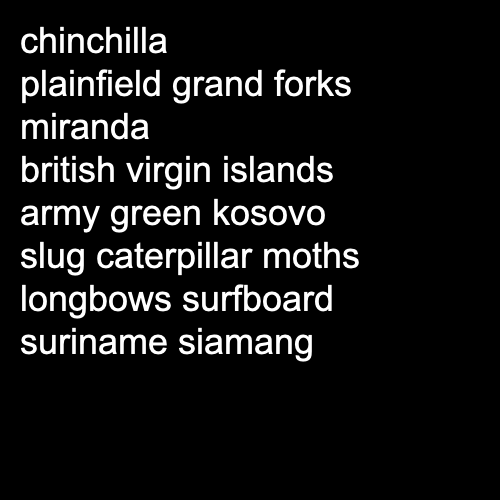 chinchilla
plainfield grand forks
miranda
british virgin islands
army green kosovo
slug caterpillar moths
longbows surfboard
suriname siamang